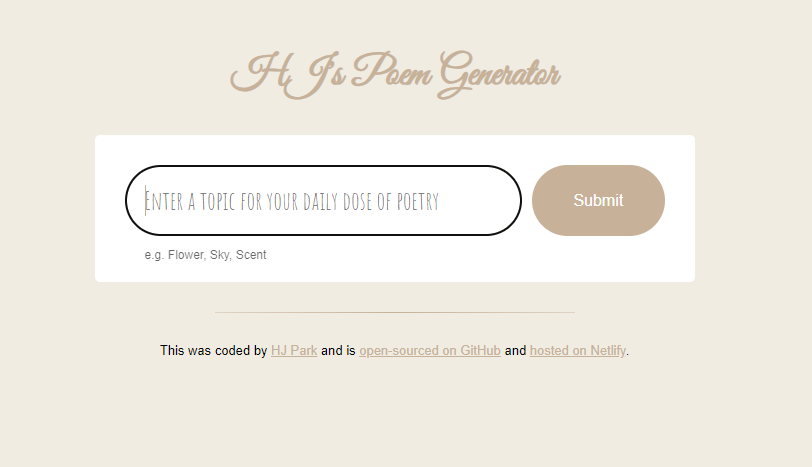 HJ's Poem Generator
Enter a topic for your daily dose of poetry
Submit
e.g. Flower, Sky, Scent
This was coded by HJ Park and is open-sourced on GitHub and hosted on Netlify.